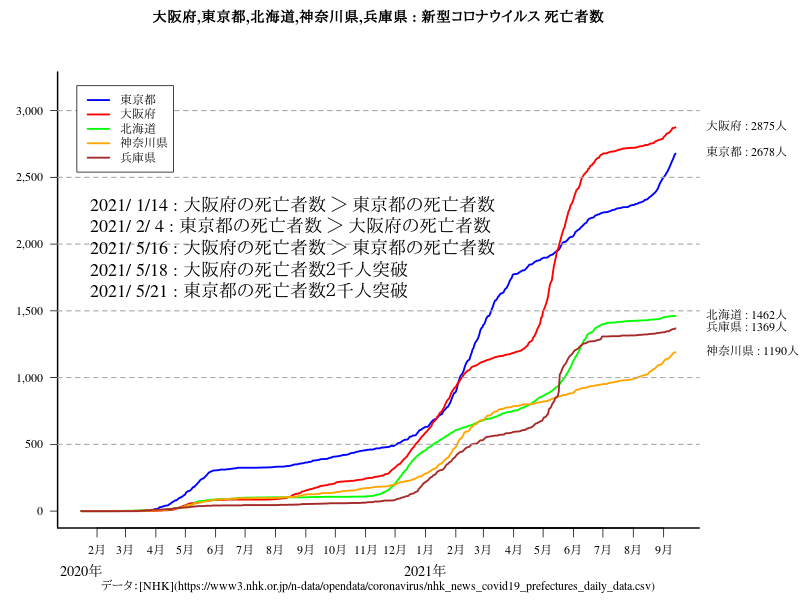 大阪府,東京都,北海道,神奈川県,兵庫県 : 新型コロナウイルス 死亡者数
東京都
大阪府
北海道
神奈川県
兵庫県
3,000
2,500
2,000
1,500
1,000
500
0
2021/ 1/14 : 大阪府の死亡者数 ＞ 東京都の死亡者数
2021/ 2/ 4 : 東京都の死亡者数 ＞ 大阪府の死亡者数
2021/ 5/16 : 大阪府の死亡者数 ＞ 東京都の死亡者数
2021/ 5/18 : 大阪府の死亡者数2千人突破
2021/ 5/21 : 東京都の死亡者数2千人突破
大阪府 : 2875人
東京都 : 2678人
北海道 : 1462人
兵庫県 : 1369人
神奈川県 : 1190人
2月 3月 4月 5月 6月 7月 8月 9月 10月 11月 12月 1月 2月 3月 4月 5月 6月 7月 8月 9月
2020年 2021年
データ : [NHK](https://www3.nhk.or.jp/n-data/opendata/coronavirus/nhk_news_covid19_prefectures_daily_data.csv)